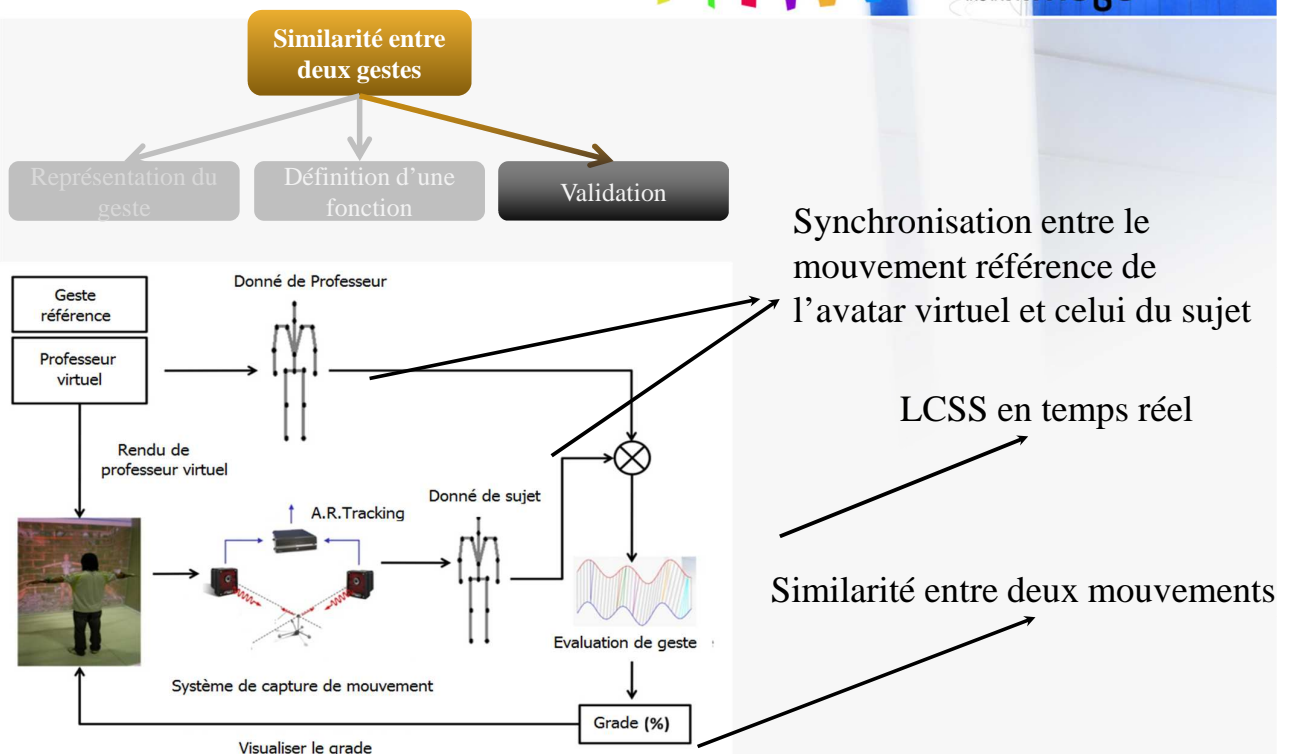 Similarité entre
deux gestes
Représentation du
geste
Définition d'une
fonction
Validation
Synchronisation entre le
mouvement référence de
l'avatar virtuel et celui du sujet
LCSS en temps réel
Similarité entre deux mouvements
Geste
référence
Professeur
virtuel
Donné de Professeur
Rendu de
professeur virtuel
A.R.Tracking
Donné de sujet
Evaluation de geste
Système de capture de mouvement
Grade (%)
Visualiser le grade